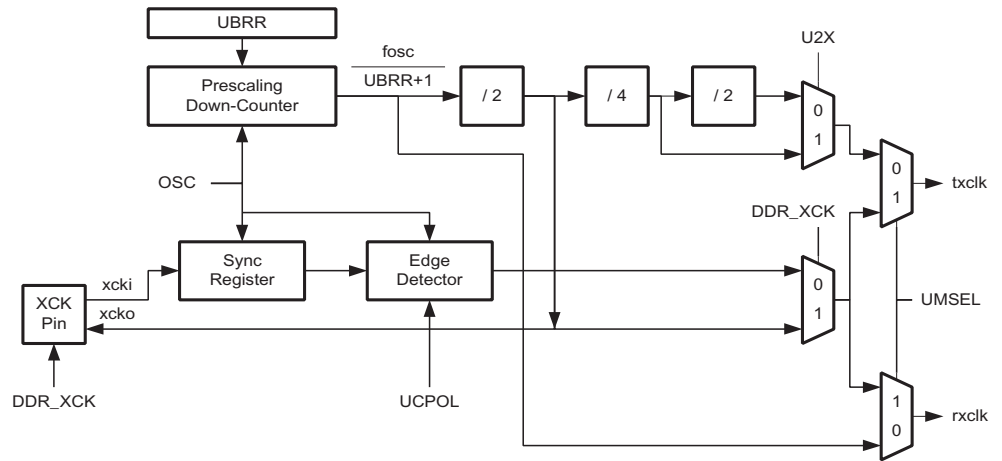 UBRR
fosc
UBRR+1
Prescaling
Down-Counter
/ 2
/ 4
/ 2
U2X
0
1
OSC
0
1
txclk
DDR_XCK
Sync
Register
Edge
Detector
0
1
xcki
XCK
Pin
xcko
UMSEL
DDR_XCK
UCPOL
1
0
rxclk